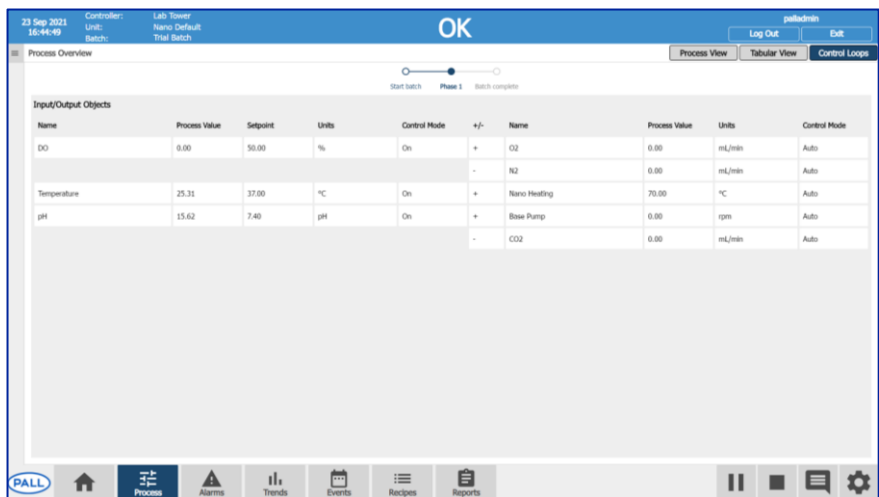 23 Sep 2021 Controller: Lab Tower OK palladmin
16:44:49 Unit: Nano Default Log Out Exit
Batch: Trial Batch
Process Overview Process View Tabular View Control Loops
Start batch Phase 1 Batch complete
Input/Output Objects
Name Process Value Setpoint Units Control Mode +/- Name Process Value Units Control Mode
DO 0.00 50.00 % On + O2 0.00 mL/min Auto
- N2 0.00 mL/min Auto
Temperature 25.31 37.00 °C On + Nano Heating 70.00 °C Auto
pH 15.62 7.40 pH On + Base Pump 0.00 rpm Auto
- CO2 0.00 mL/min Auto
PALL Process Alarms Trends Events Recipes Reports